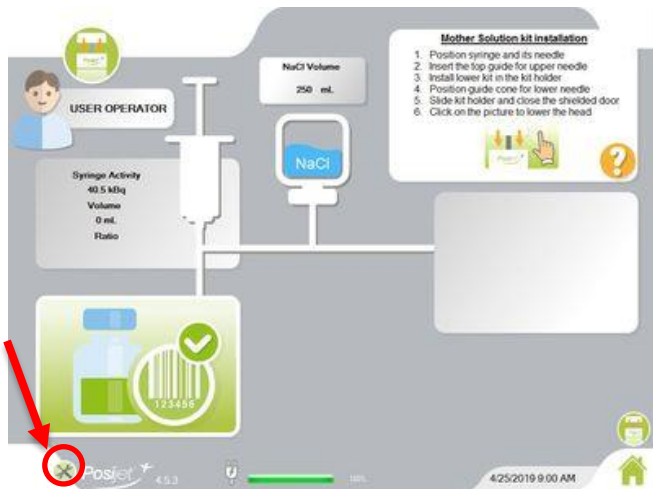 Mother Solution kit installation
1. Position syringe and its needle
2. Insert the top guide for upper needle
3. Install lower kit in the kit holder
4. Position guide cone for lower needle
5. Slide kit holder and close the shielded door
6. Click on the picture to lower the head
NaCl Volume
250 mL
USER OPERATOR
NaCl
Syringe Activity
40.5 kBq
Volume
0 mL
Ratio
123456
Posijet + 4.5.3
100%
4/25/2019 9:00 AM